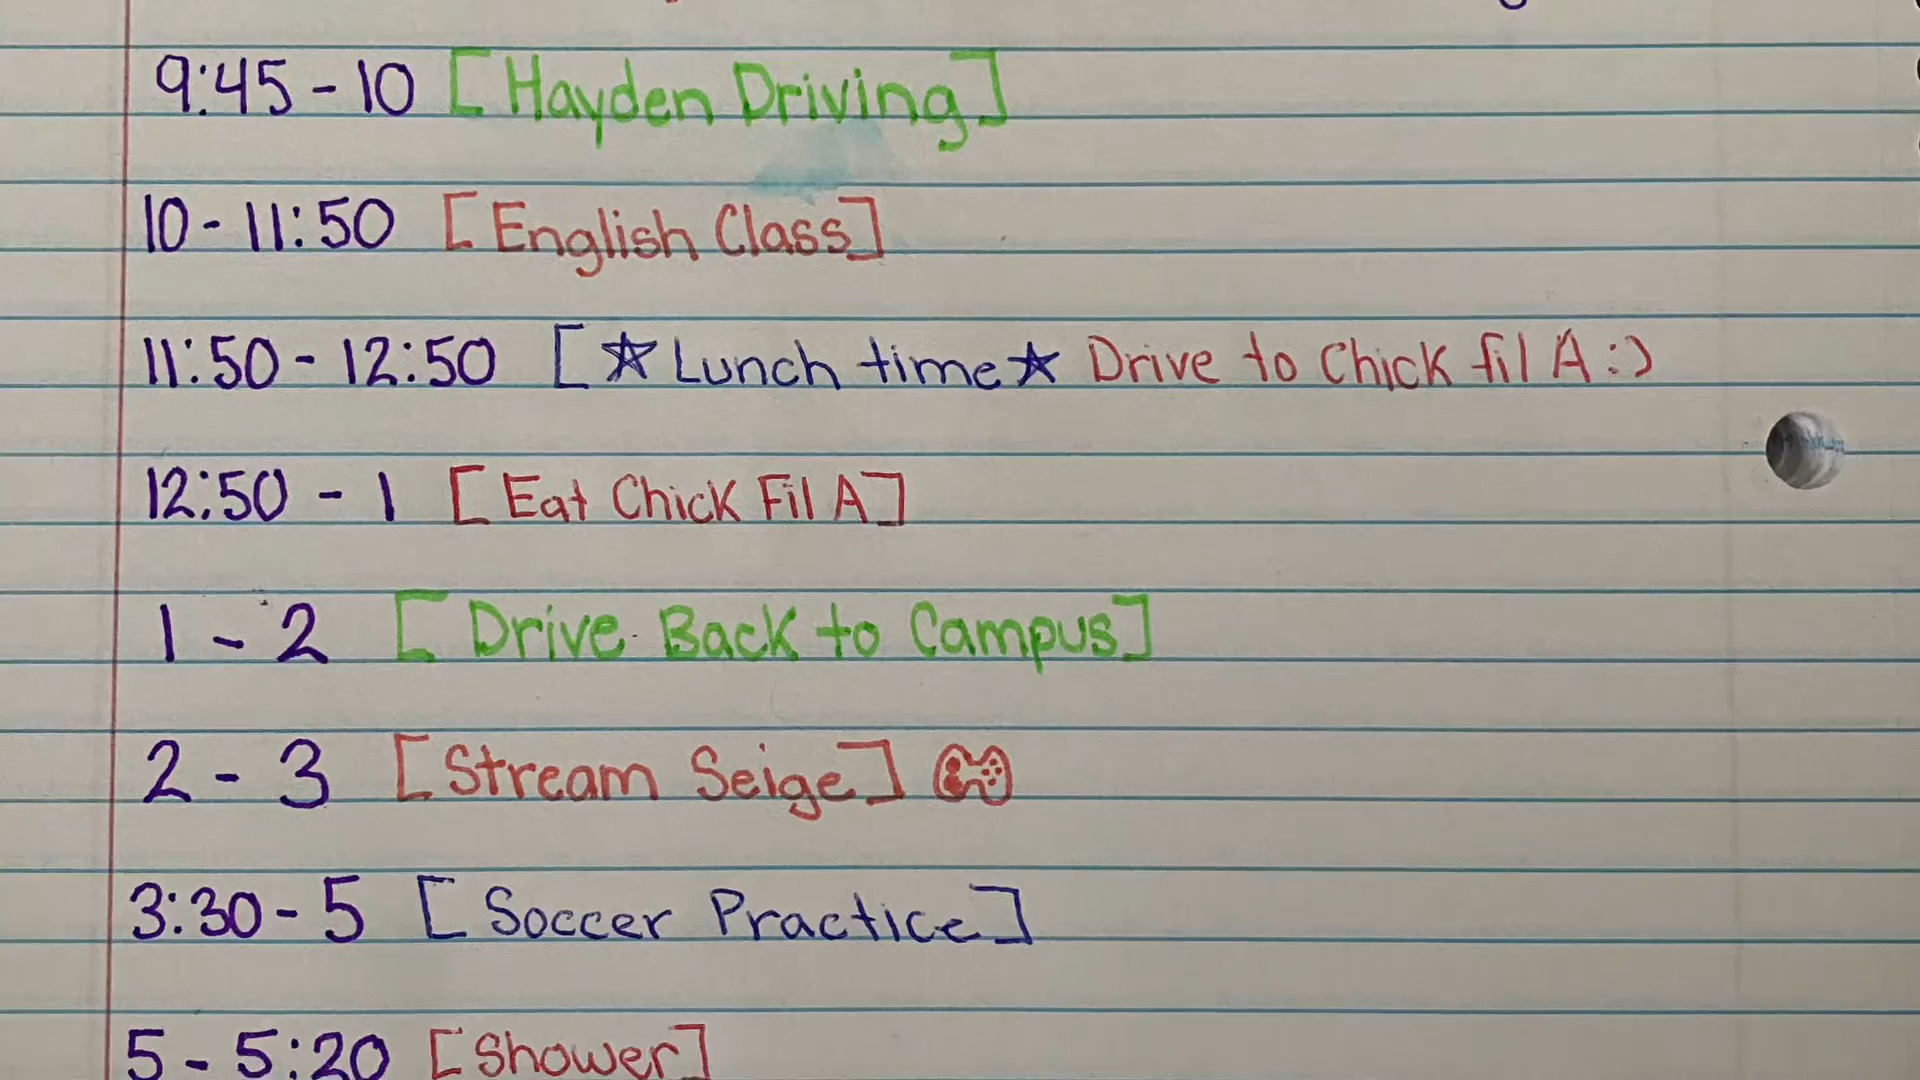 9:45 - 10 [Hayden Driving]
10 - 11:50 [English Class]
11:50 - 12:50 [☆Lunch time☆ Drive to Chick fil A :)
12:50 - 1 [Eat Chick Fil A]
1 - 2 [Drive Back to Campus]
2 - 3 [Stream Seige]
3:30 - 5 [Soccer Practice]
5 - 5:20 [Shower]